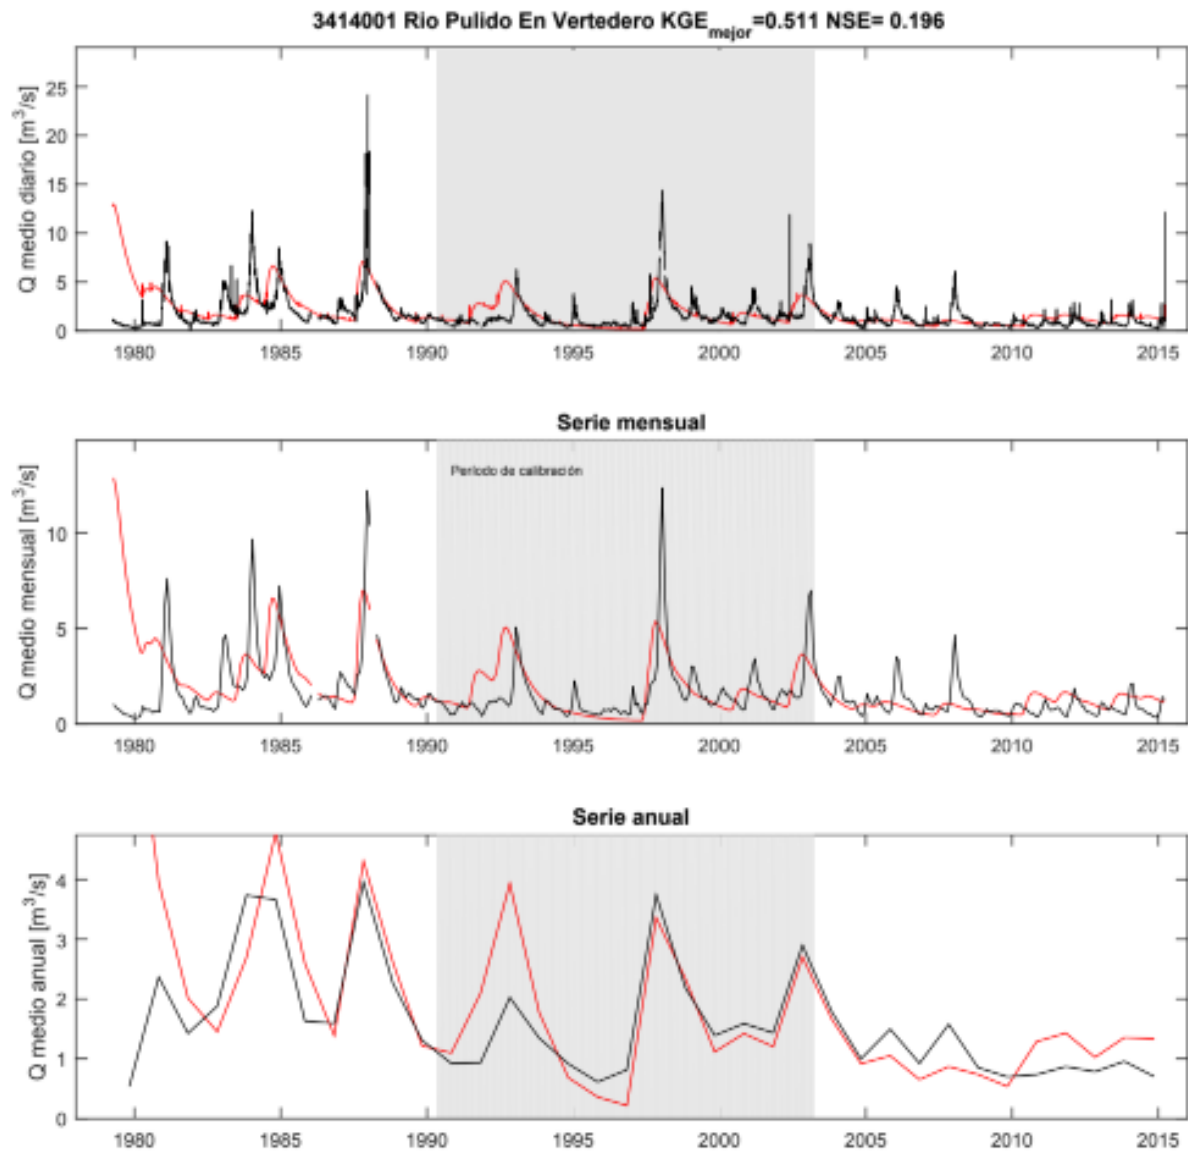 3414001 Rio Pulido En Vertedero KGEmejor=0.511 NSE= 0.196
Q medio diario [m³/s]
25
20
15
10
5
0
1980 1985 1990 1995 2000 2005 2010 2015
Serie mensual
Q medio mensual [m³/s]
Período de calibración
10
5
0
1980 1985 1990 1995 2000 2005 2010 2015
Serie anual
Q medio anual [m³/s]
4
3
2
1
0
1980 1985 1990 1995 2000 2005 2010 2015